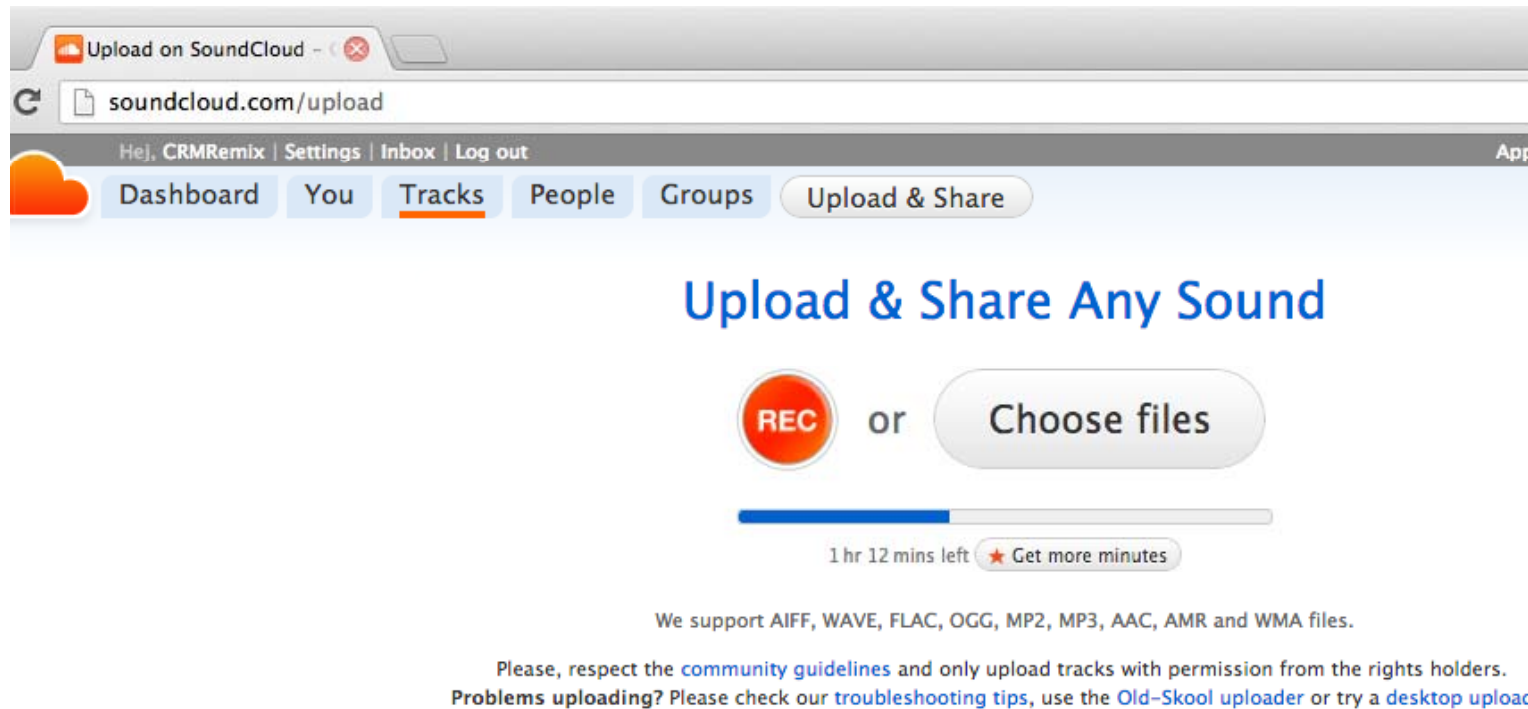 Upload on SoundCloud –
soundcloud.com/upload
Hej, CRMRemix | Settings | Inbox | Log out
Dashboard You Tracks People Groups Upload & Share
Upload & Share Any Sound
REC or Choose files
1 hr 12 mins left ★ Get more minutes
We support AIFF, WAVE, FLAC, OGG, MP2, MP3, AAC, AMR and WMA files.
Please, respect the community guidelines and only upload tracks with permission from the rights holders.
Problems uploading? Please check our troubleshooting tips, use the Old-Skool uploader or try a desktop